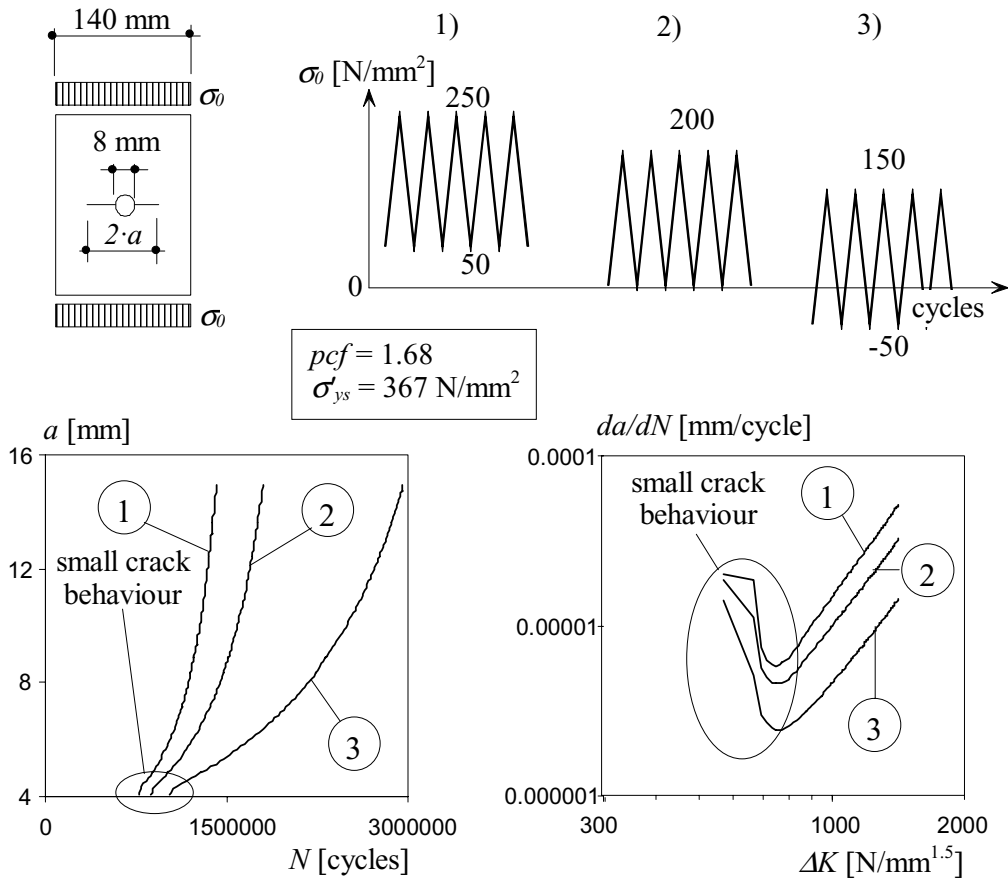 140 mm
σ0
8 mm
2·a
σ0
1)
2)
3)
σ0 [N/mm²]
250
200
150
50
0
cycles
-50
pcf = 1.68
σ'ys = 367 N/mm²
a [mm]
16
12
8
4
0
1500000
3000000
N [cycles]
small crack
behaviour
1
2
3
da/dN [mm/cycle]
0.0001
0.00001
0.000001
300
1000
2000
ΔK [N/mm^1.5]
small crack
behaviour
1
2
3